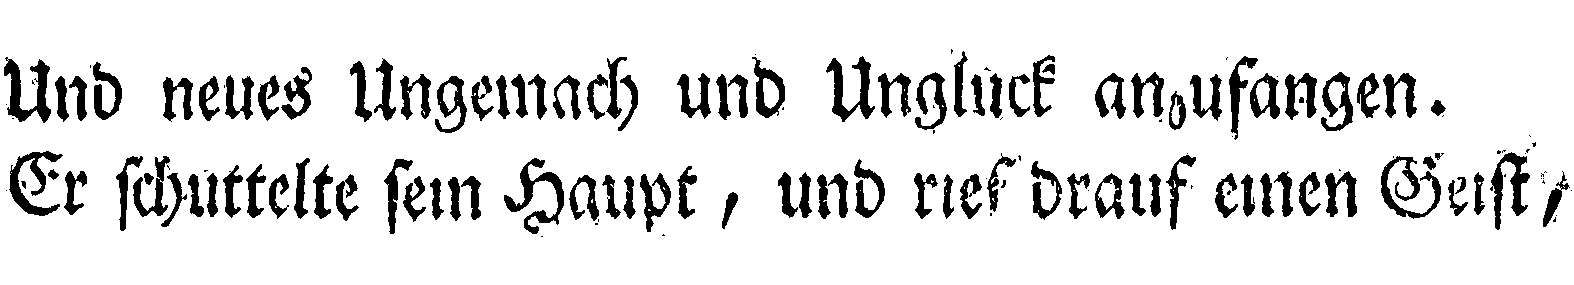 Und neues Ungemach und Unglück anzufangen.
Er schüttelte sein Haupt, und rief drauf einen Geist,